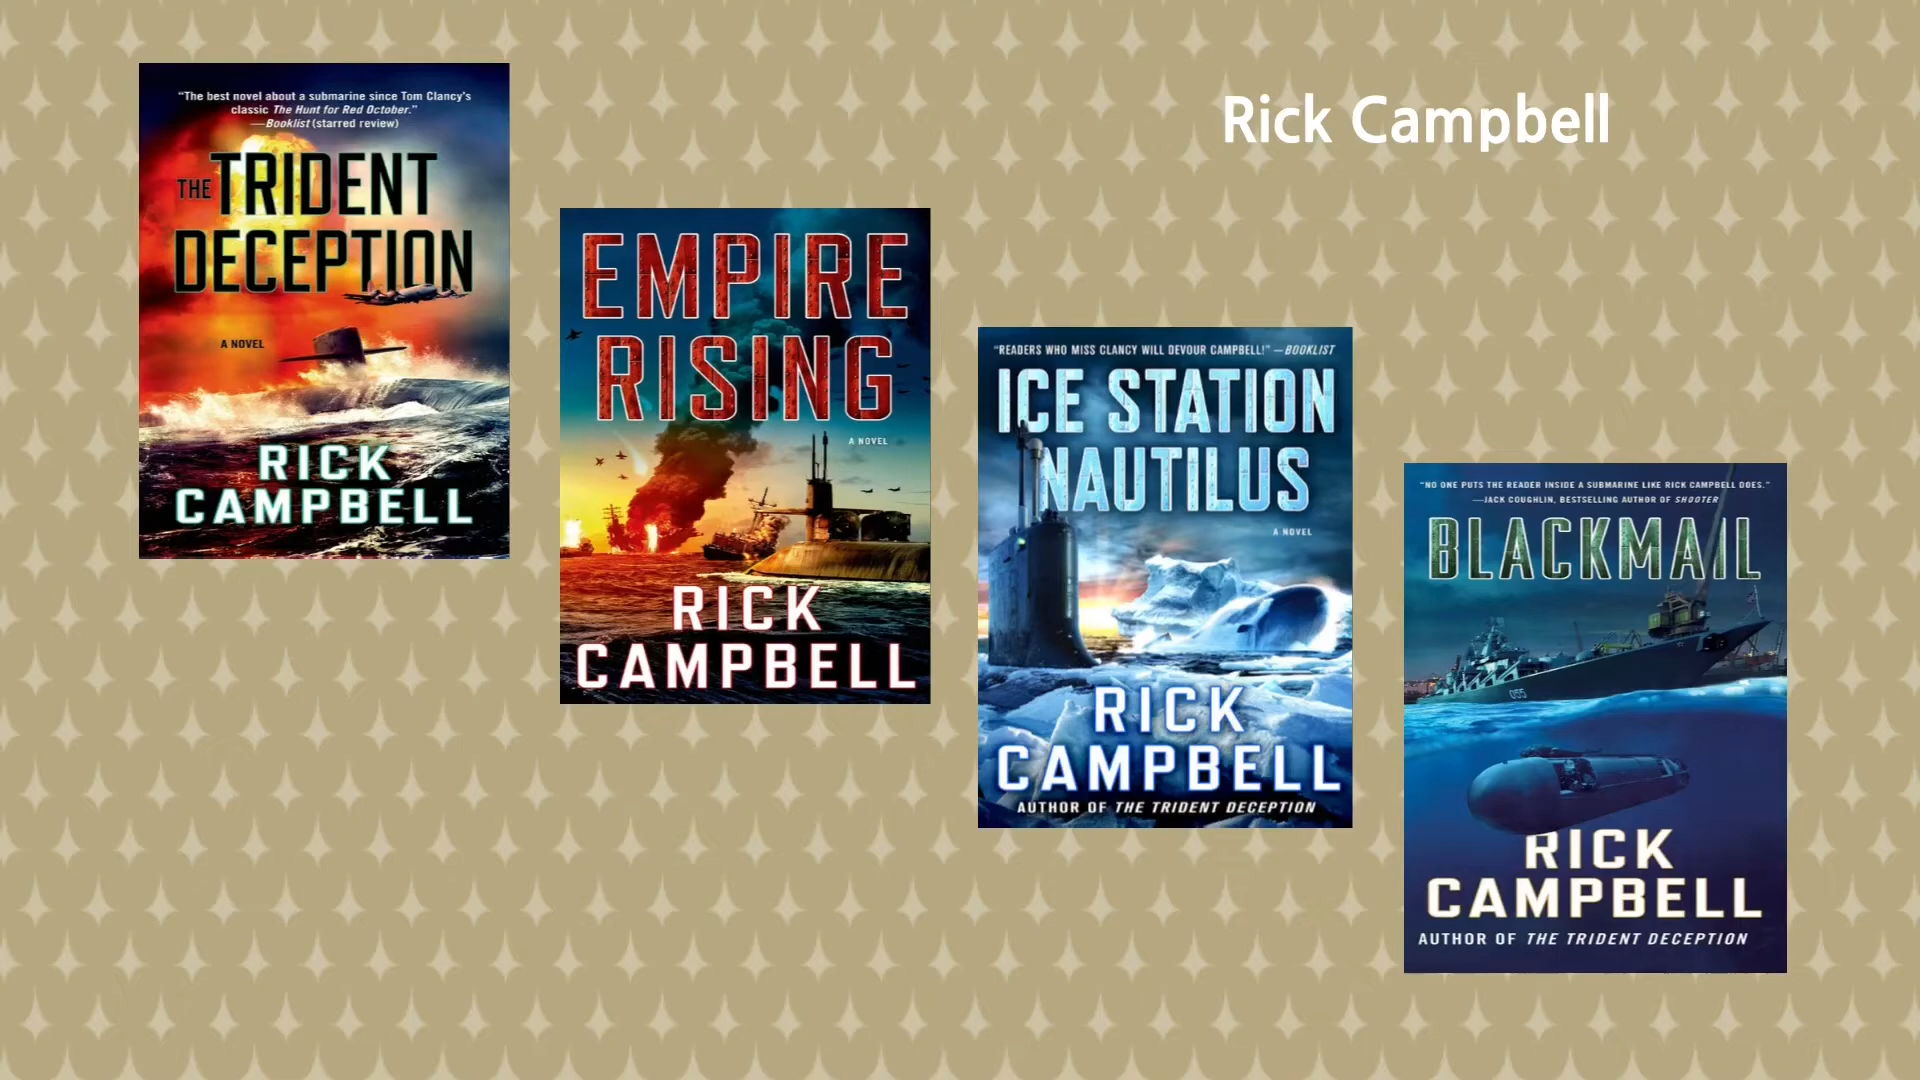 Rick Campbell
“The best novel about a submarine since Tom Clancy’s
classic The Hunt for Red October.”
—Booklist (starred review)
THE TRIDENT
DECEPTION
A NOVEL
RICK
CAMPBELL
EMPIRE
RISING
A NOVEL
RICK
CAMPBELL
“READERS WHO MISS CLANCY WILL DEVOUR CAMPBELL!” —BOOKLIST
ICE STATION
NAUTILUS
A NOVEL
RICK
CAMPBELL
AUTHOR OF THE TRIDENT DECEPTION
“NO ONE PUTS THE READER INSIDE A SUBMARINE LIKE RICK CAMPBELL DOES.”
—JACK COUGHLIN, BESTSELLING AUTHOR OF SHOOTER
BLACKMAIL
055
RICK
CAMPBELL
AUTHOR OF THE TRIDENT DECEPTION